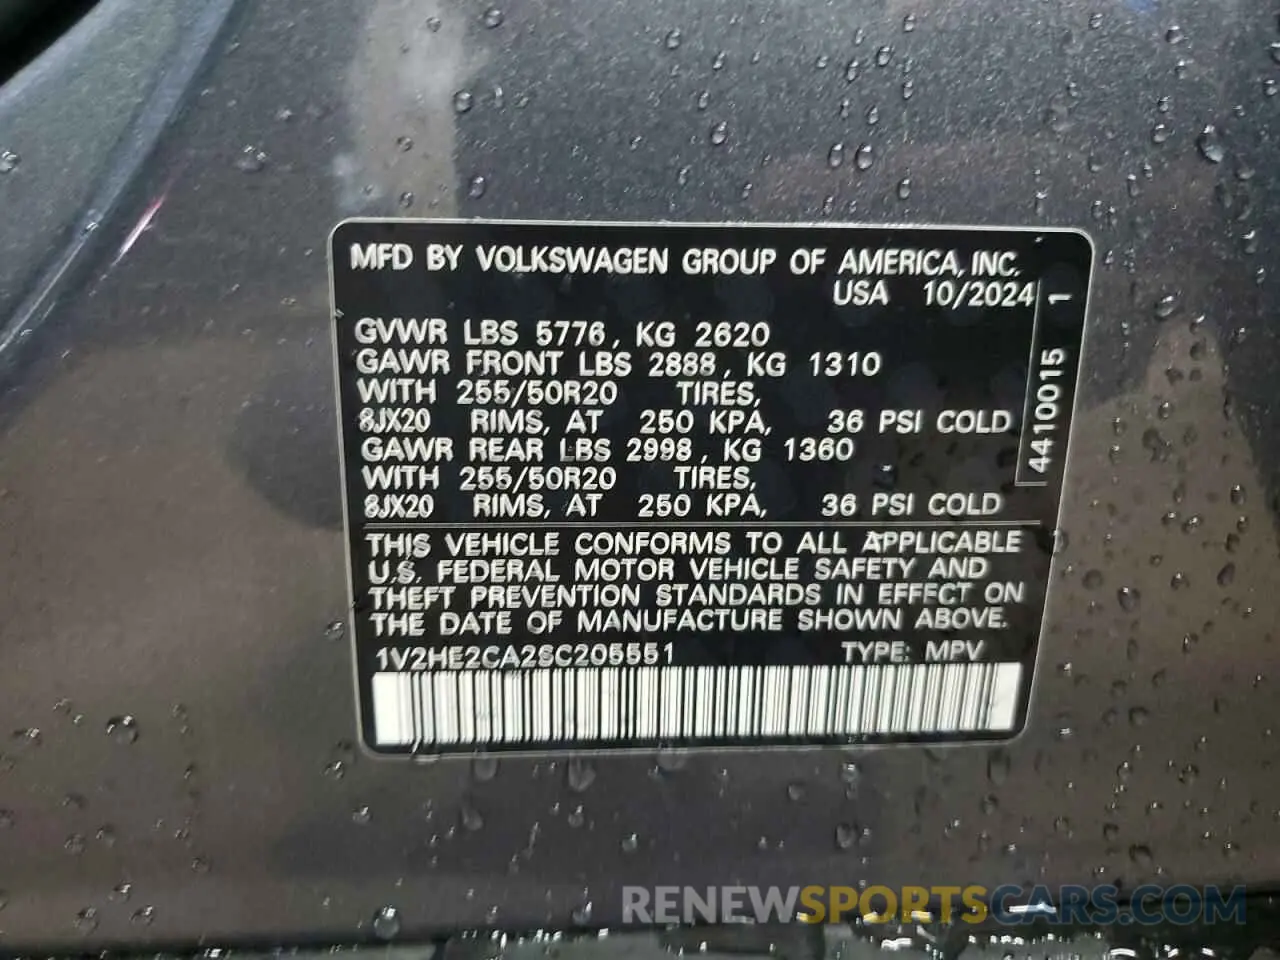 MFD BY VOLKSWAGEN GROUP OF AMERICA, INC.
USA 10/2024
GVWR LBS 5776, KG 2620
GAWR FRONT LBS 2888, KG 1310
WITH 255/50R20 TIRES,
8JX20 RIMS, AT 250 KPA, 36 PSI COLD
GAWR REAR LBS 2998, KG 1360
WITH 255/50R20 TIRES,
8JX20 RIMS, AT 250 KPA, 36 PSI COLD
4410015 1
THIS VEHICLE CONFORMS TO ALL APPLICABLE
U.S. FEDERAL MOTOR VEHICLE SAFETY AND
THEFT PREVENTION STANDARDS IN EFFECT ON
THE DATE OF MANUFACTURE SHOWN ABOVE.
1V2HE2CA2SC205551 TYPE: MPV
RENEWSPORTSCARS.COM